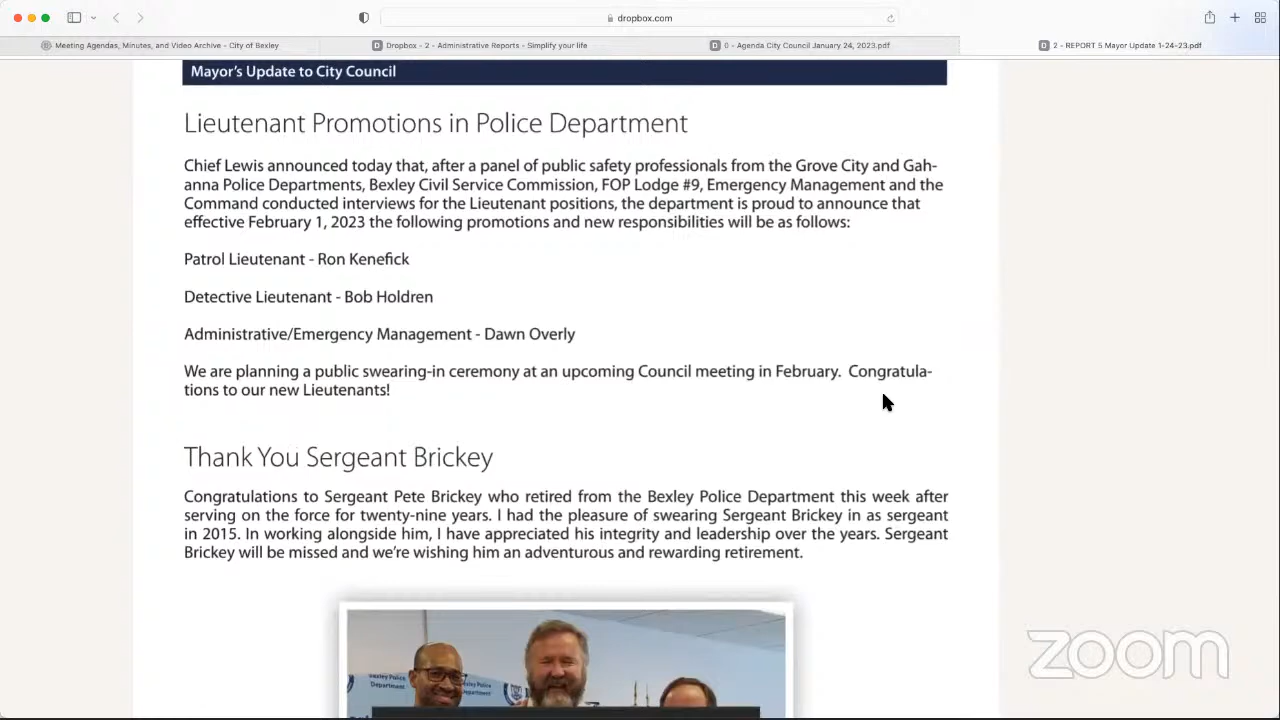 dropbox.com
Meeting Agendas, Minutes, and Video Archive - City of Bexley
Dropbox - 2 - Administrative Reports - Simplify your life
0 - Agenda City Council January 24, 2023.pdf
2 - REPORT 5 Mayor Update 1-24-23.pdf
Mayor's Update to City Council
Lieutenant Promotions in Police Department
Chief Lewis announced today that, after a panel of public safety professionals from the Grove City and Gah-
anna Police Departments, Bexley Civil Service Commission, FOP Lodge #9, Emergency Management and the
Command conducted interviews for the Lieutenant positions, the department is proud to announce that
effective February 1, 2023 the following promotions and new responsibilities will be as follows:
Patrol Lieutenant - Ron Kenefick
Detective Lieutenant - Bob Holdren
Administrative/Emergency Management - Dawn Overly
We are planning a public swearing-in ceremony at an upcoming Council meeting in February.  Congratula-
tions to our new Lieutenants!
Thank You Sergeant Brickey
Congratulations to Sergeant Pete Brickey who retired from the Bexley Police Department this week after
serving on the force for twenty-nine years. I had the pleasure of swearing Sergeant Brickey in as sergeant
in 2015. In working alongside him, I have appreciated his integrity and leadership over the years. Sergeant
Brickey will be missed and we're wishing him an adventurous and rewarding retirement.
Bexley Police
Department
zoom